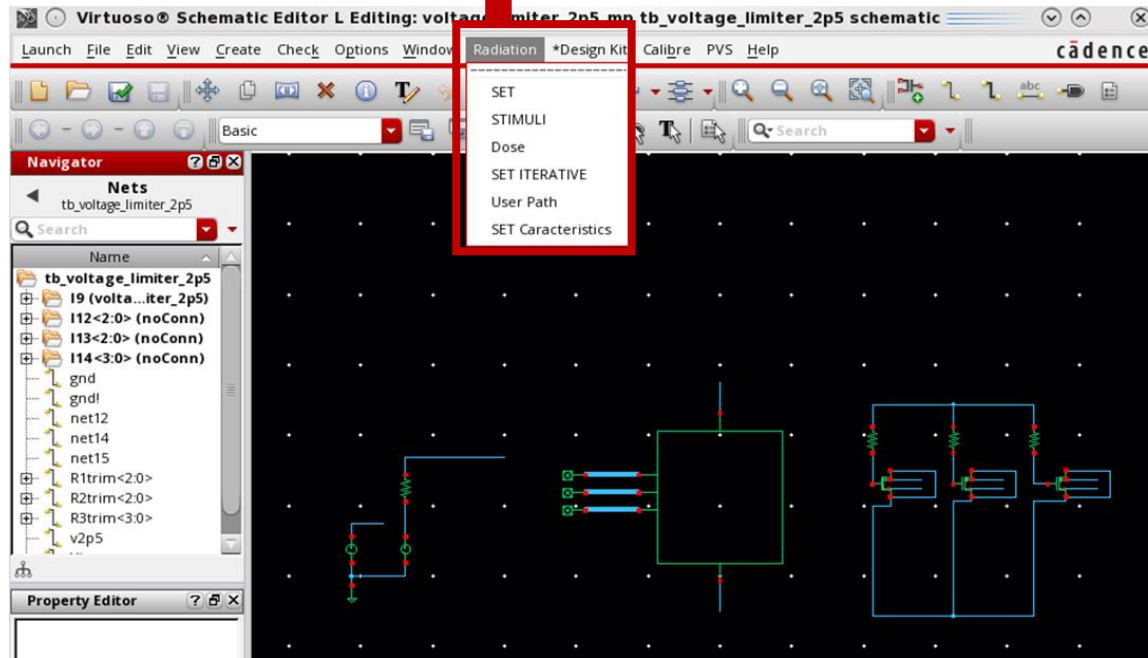 Virtuoso® Schematic Editor L Editing: voltage_limiter_2p5_mp tb_voltage_limiter_2p5 schematic
Launch File Edit View Create Check Options Window Radiation *Design Kit Calibre PVS Help cādence
abc
Basic
Search
SET
STIMULI
Dose
SET ITERATIVE
User Path
SET Caracteristics
Navigator
Nets
tb_voltage_limiter_2p5
Search
Name
tb_voltage_limiter_2p5
I9 (volta...iter_2p5)
I12<2:0> (noConn)
I13<2:0> (noConn)
I14<3:0> (noConn)
gnd
gnd!
net12
net14
net15
R1trim<2:0>
R2trim<2:0>
R3trim<3:0>
v2p5
Property Editor